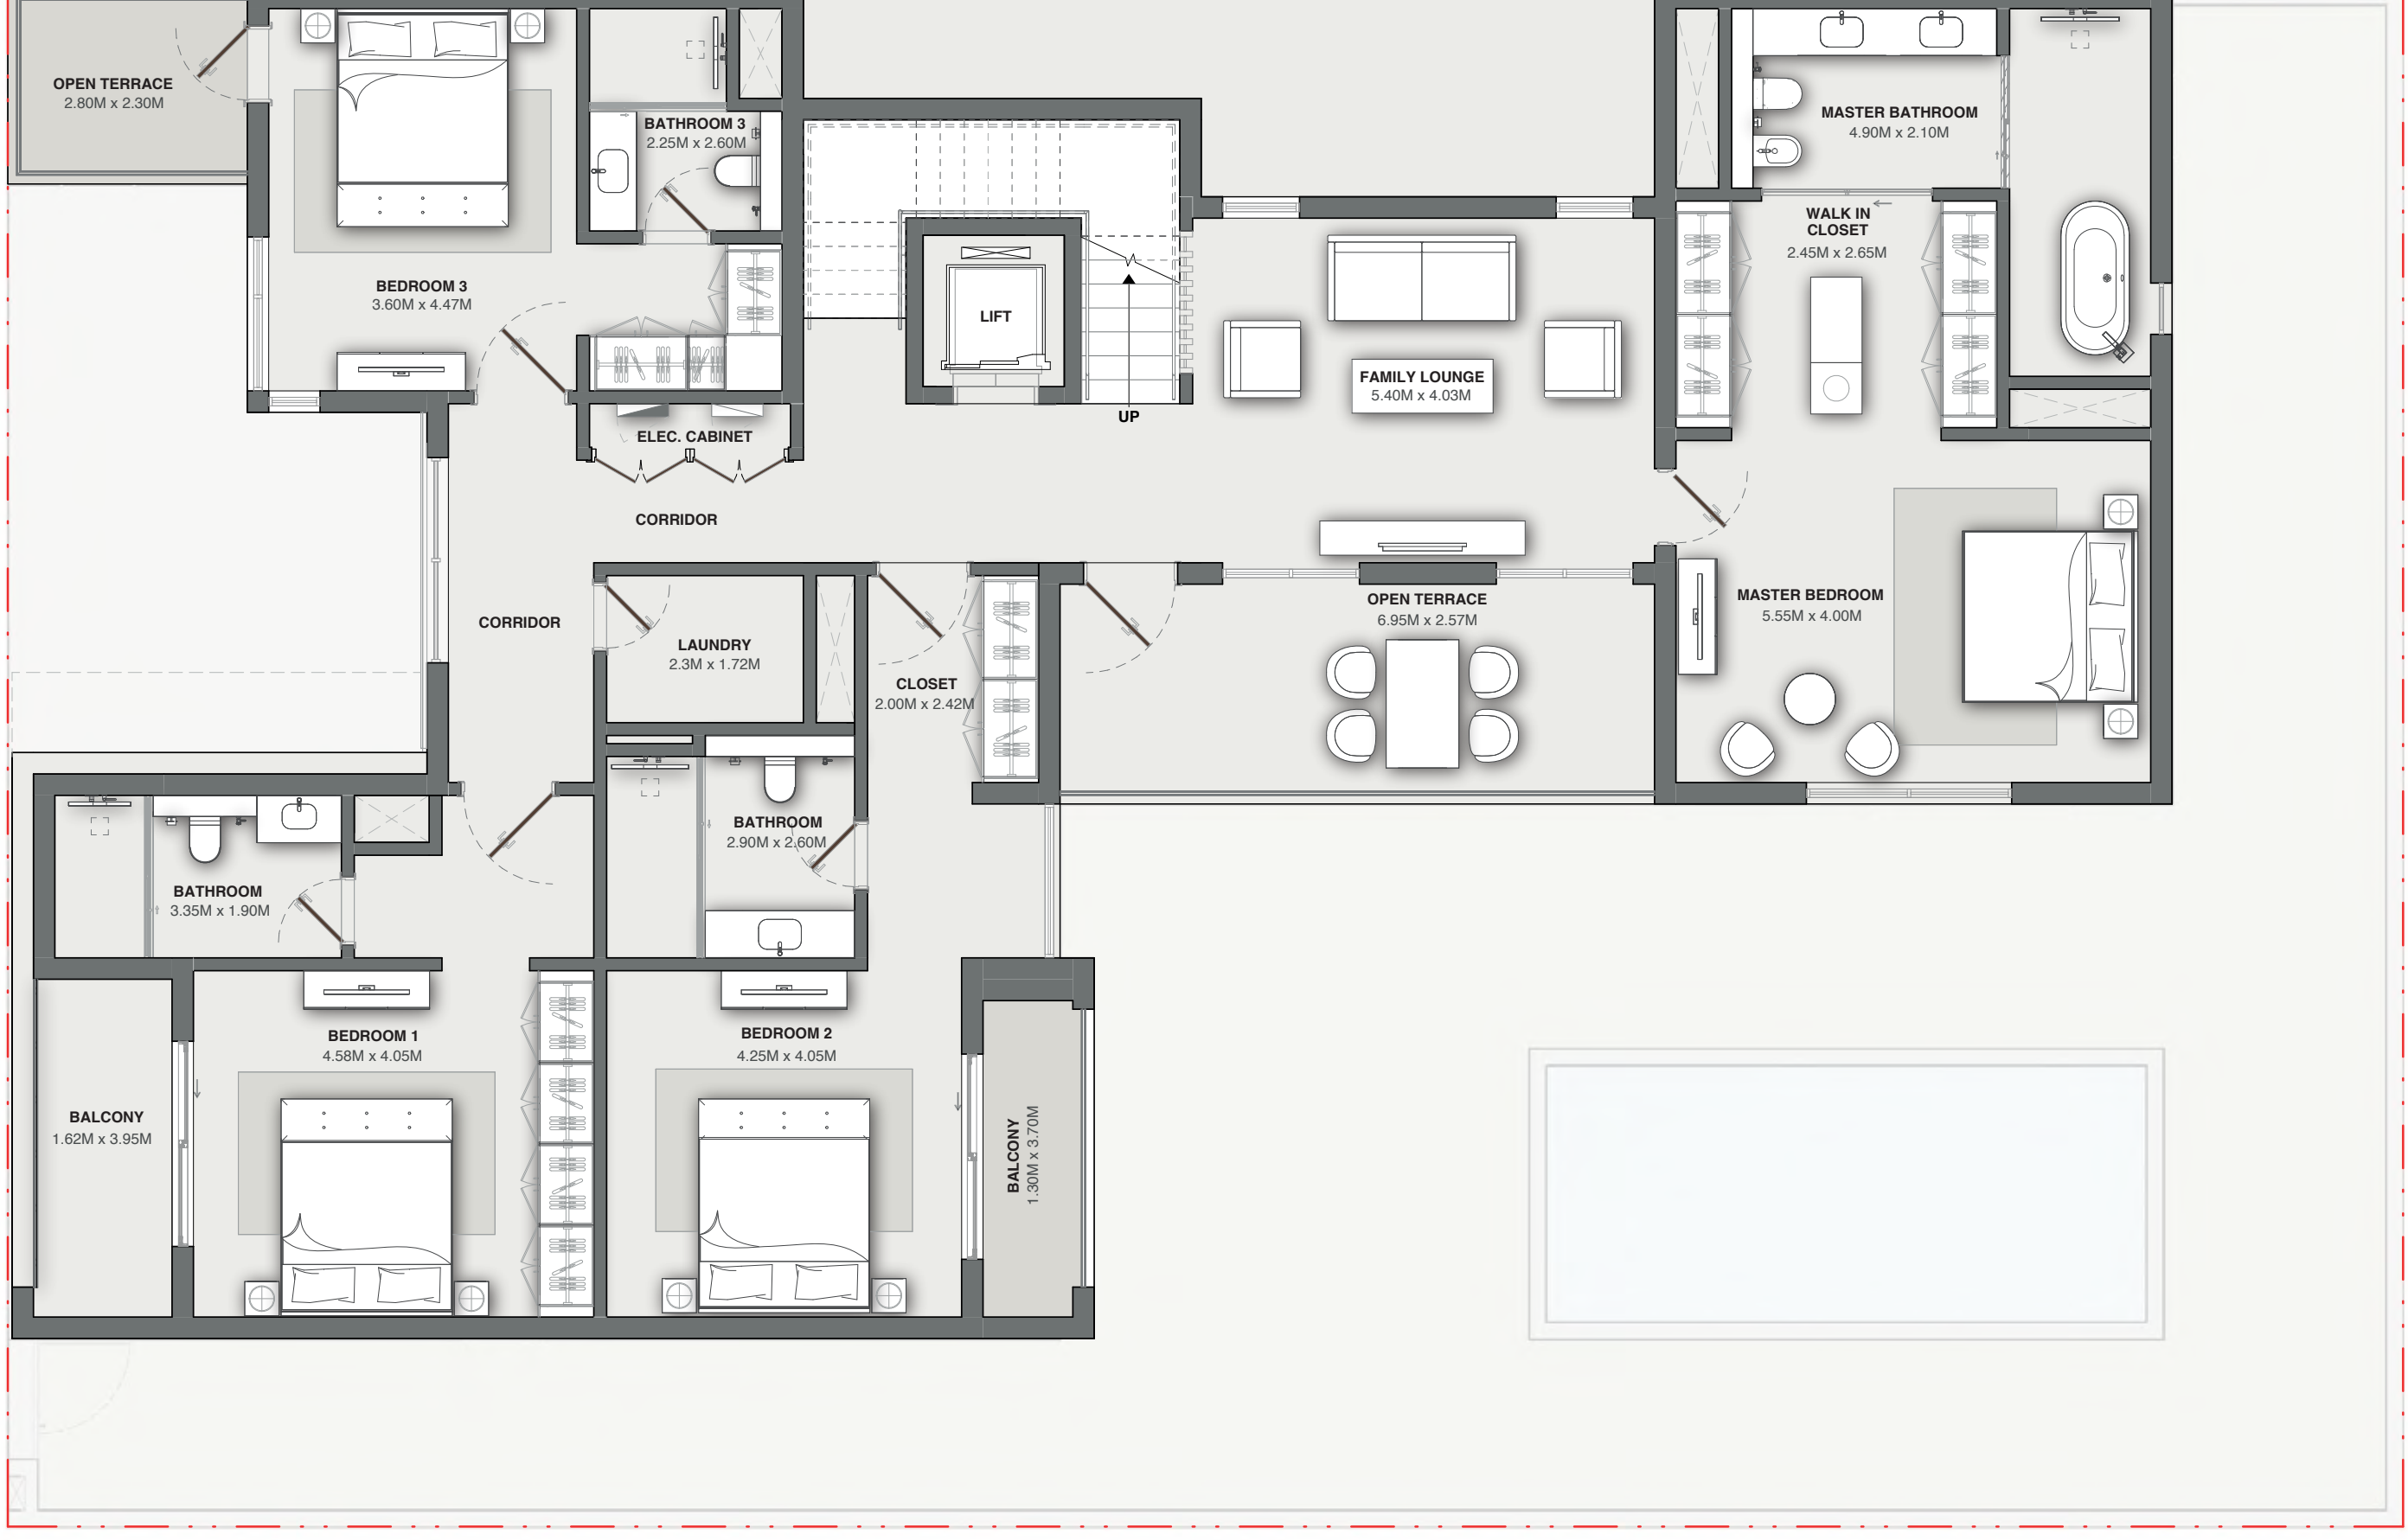 OPEN TERRACE
2.80M x 2.30M
BATHROOM 3
2.25M x 2.60M
MASTER BATHROOM
4.90M x 2.10M
WALK IN
CLOSET
2.45M x 2.65M
BEDROOM 3
3.60M x 4.47M
LIFT
FAMILY LOUNGE
5.40M x 4.03M
UP
ELEC. CABINET
CORRIDOR
CORRIDOR
LAUNDRY
2.3M x 1.72M
CLOSET
2.00M x 2.42M
OPEN TERRACE
6.95M x 2.57M
MASTER BEDROOM
5.55M x 4.00M
BATHROOM
2.90M x 2.60M
BATHROOM
3.35M x 1.90M
BEDROOM 1
4.58M x 4.05M
BEDROOM 2
4.25M x 4.05M
BALCONY
1.62M x 3.95M
BALCONY
1.30M x 3.70M